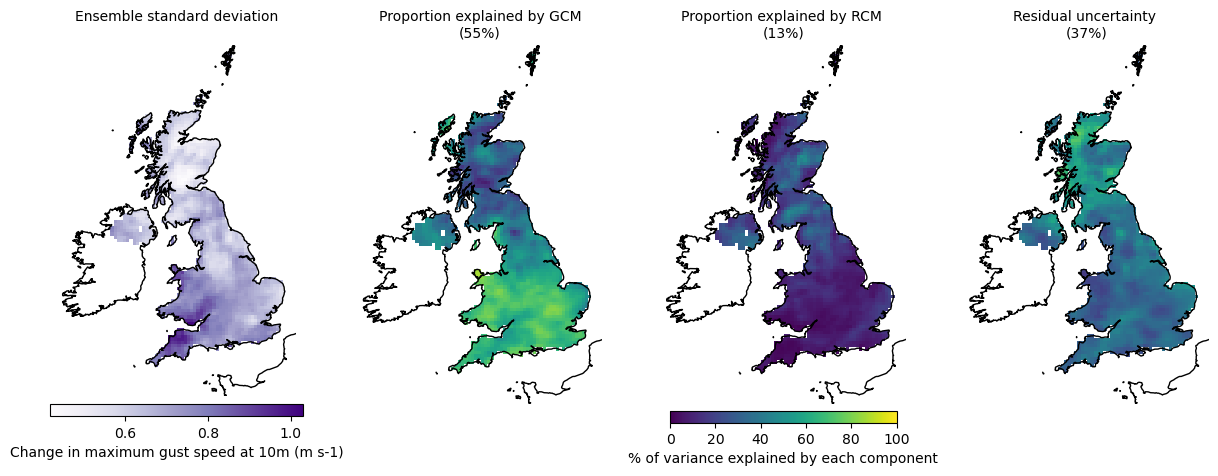 Ensemble standard deviation
Proportion explained by GCM
(55%)
Proportion explained by RCM
(13%)
Residual uncertainty
(37%)
0.6 0.8 1.0
Change in maximum gust speed at 10m (m s-1)
0 20 40 60 80 100
% of variance explained by each component